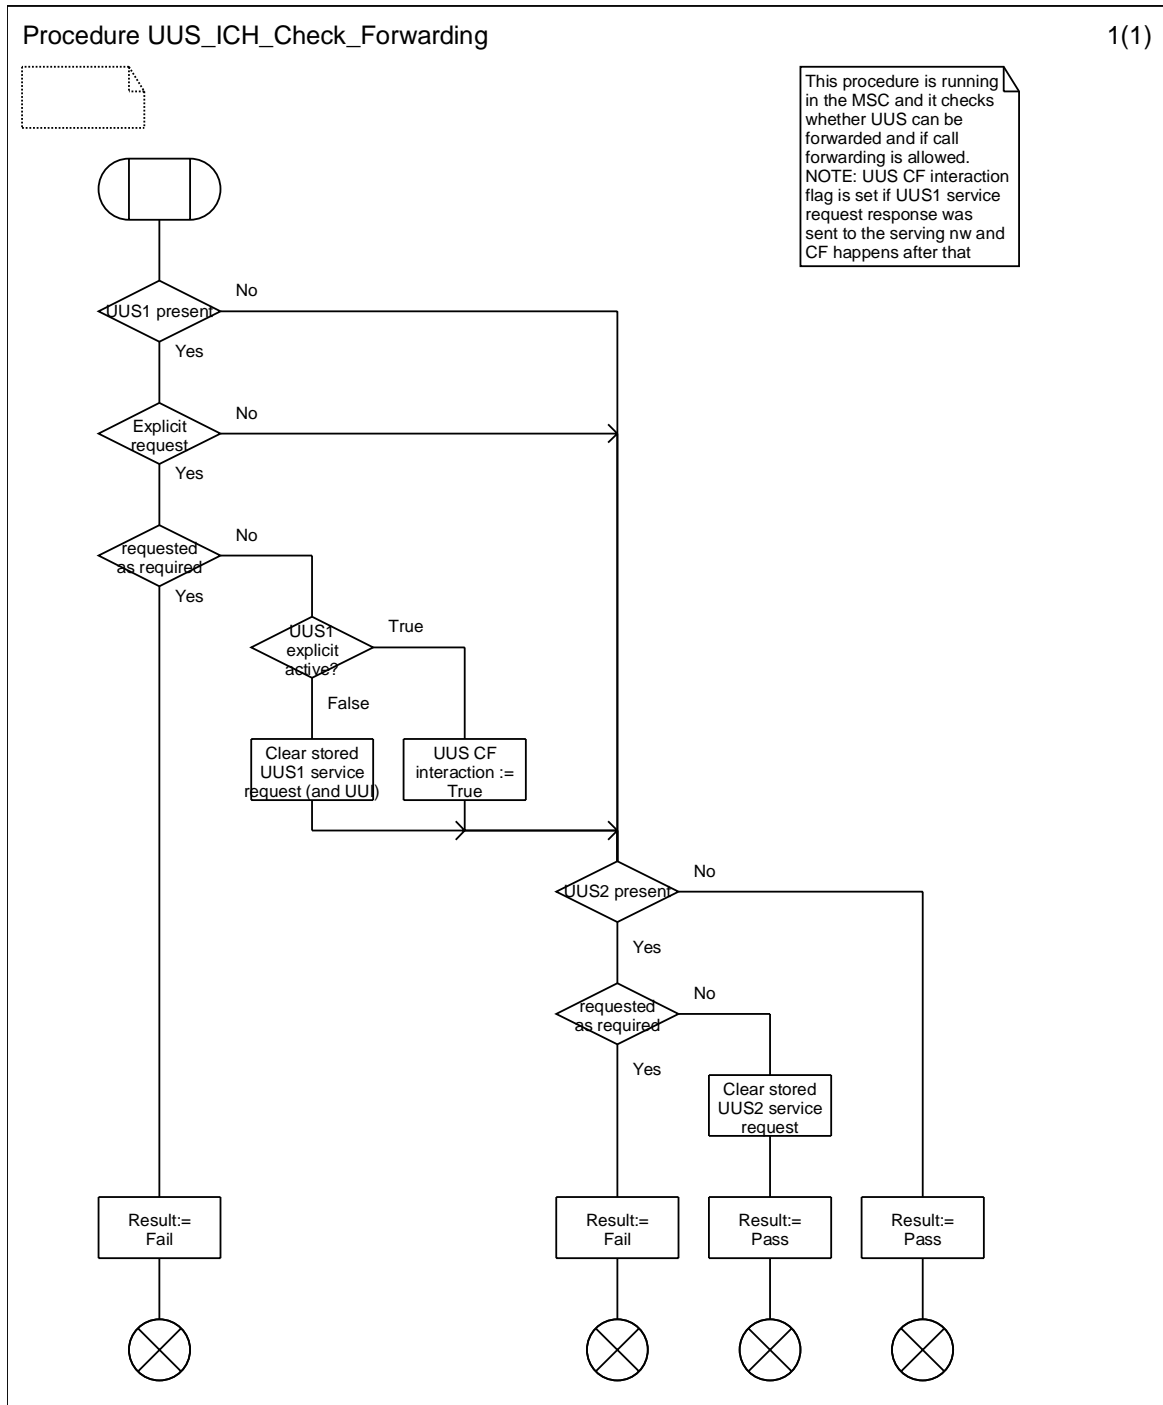 Procedure UUS_ICH_Check_Forwarding
1(1)
This procedure is running
in the MSC and it checks
whether UUS can be
forwarded and if call
forwarding is allowed.
NOTE: UUS CF interaction
flag is set if UUS1 service
request response was
sent to the serving nw and
CF happens after that
No
UUS1 present
Yes
No
Explicit
request
Yes
No
requested
as required
Yes
True
UUS1
explicit
active?
False
Clear stored
UUS1 service
request (and UUI)
UUS CF
interaction :=
True
No
UUS2 present
Yes
No
requested
as required
Yes
Clear stored
UUS2 service
request
Result:=
Fail
Result:=
Fail
Result:=
Pass
Result:=
Pass